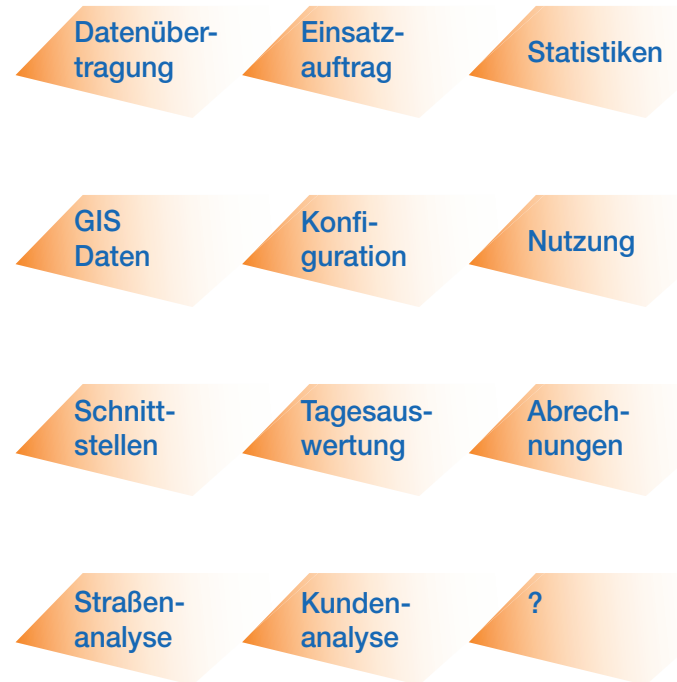 Datenüber-
tragung
Einsatz-
auftrag
Statistiken
GIS
Daten
Konfi-
guration
Nutzung
Schnitt-
stellen
Tagesaus-
wertung
Abrech-
nungen
Straßen-
analyse
Kunden-
analyse
?